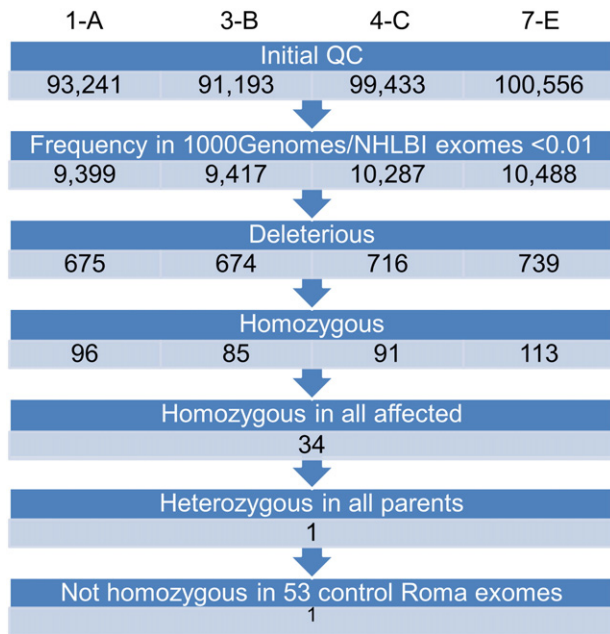 1-A 3-B 4-C 7-E
Initial QC
93,241 91,193 99,433 100,556
Frequency in 1000Genomes/NHLBI exomes <0.01
9,399 9,417 10,287 10,488
Deleterious
675 674 716 739
Homozygous
96 85 91 113
Homozygous in all affected
34
Heterozygous in all parents
1
Not homozygous in 53 control Roma exomes
1